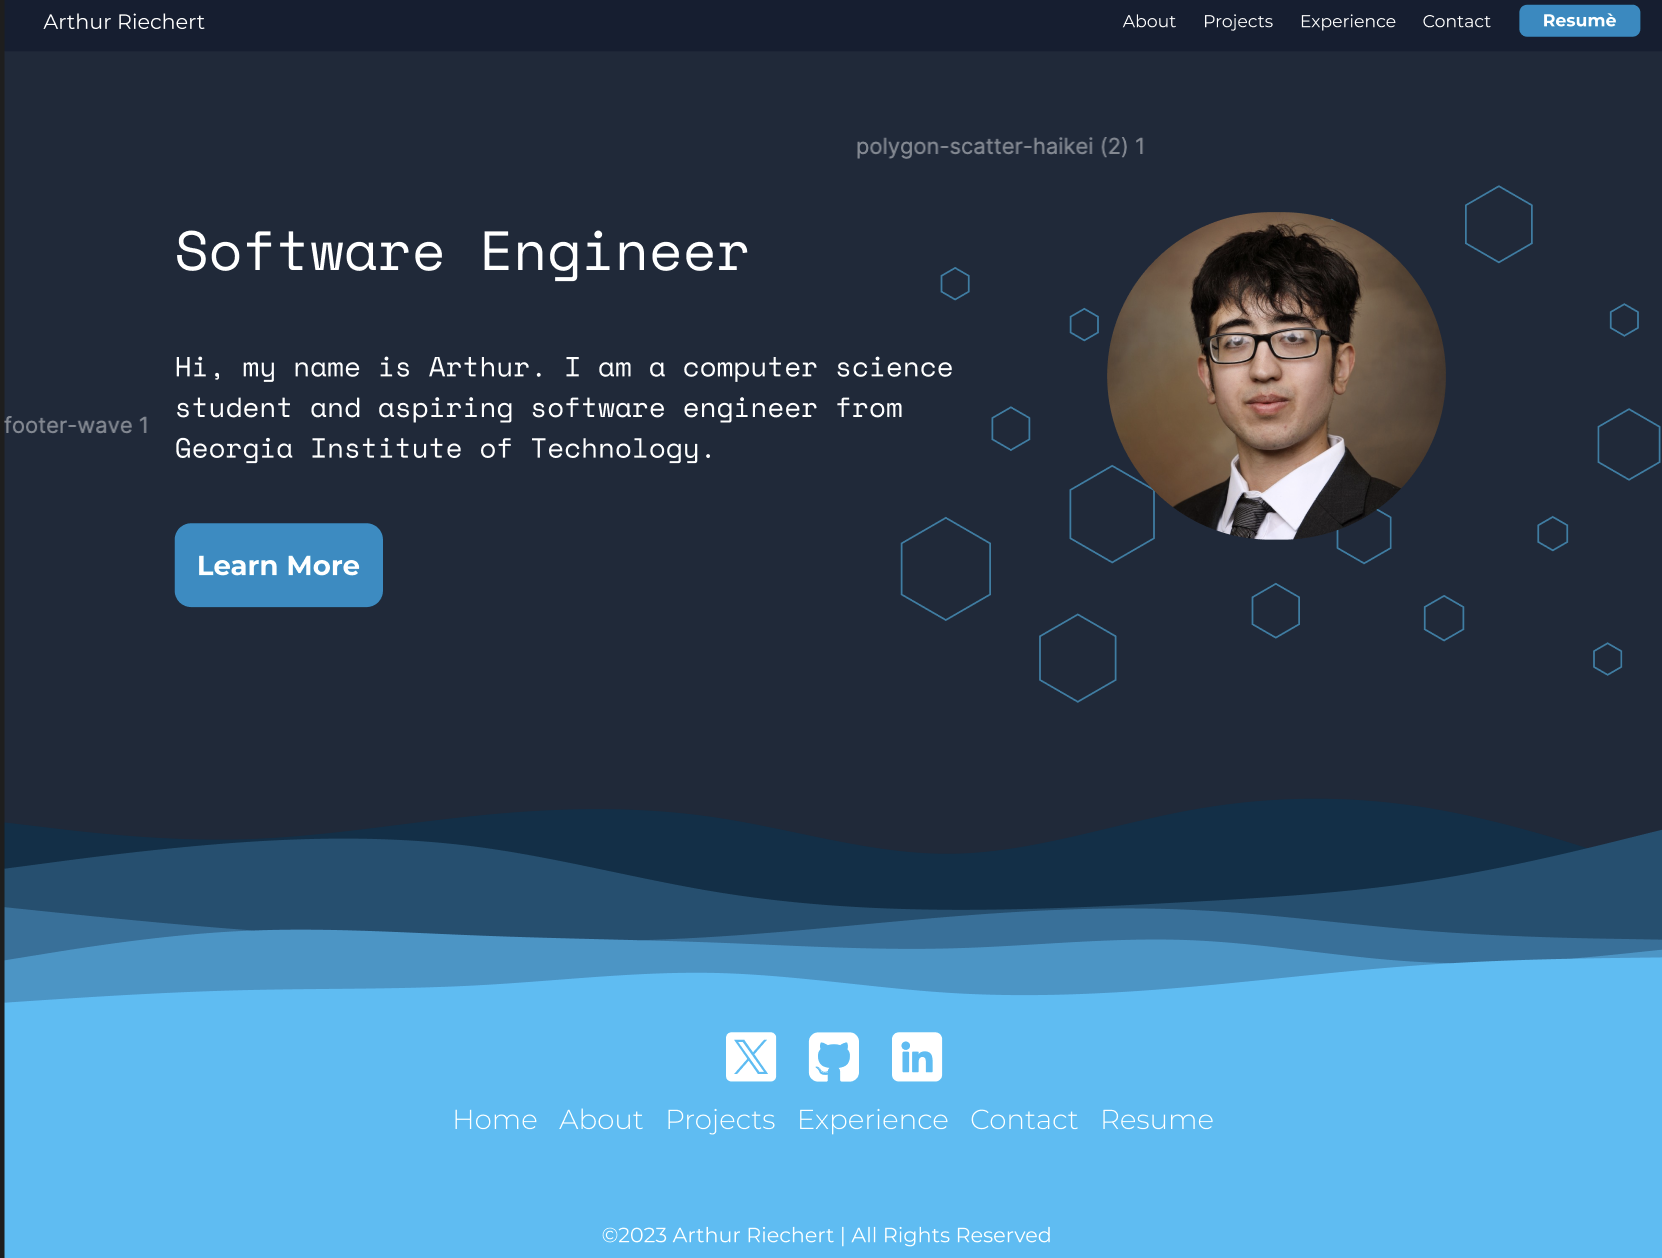 Arthur Riechert
About Projects Experience Contact Resumè
polygon-scatter-haikei (2) 1
Software Engineer
Hi, my name is Arthur. I am a computer science
student and aspiring software engineer from
Georgia Institute of Technology.
footer-wave 1
Learn More
in
Home About Projects Experience Contact Resume
©2023 Arthur Riechert | All Rights Reserved